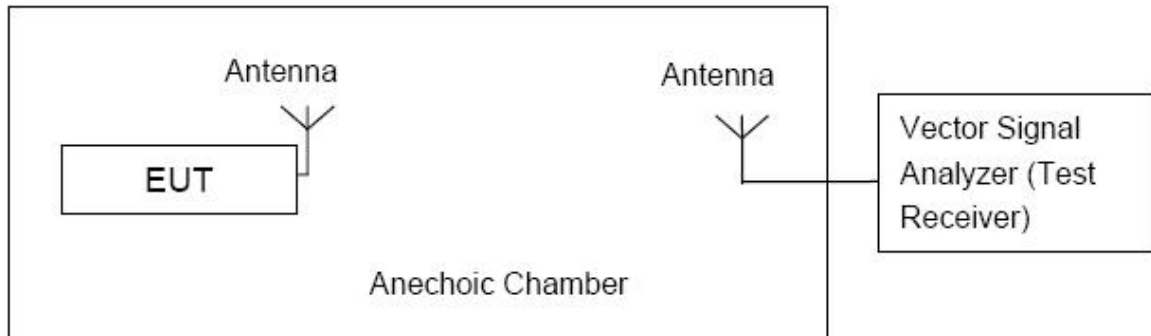 Antenna
Antenna
EUT
Vector Signal
Analyzer (Test
Receiver)
Anechoic Chamber